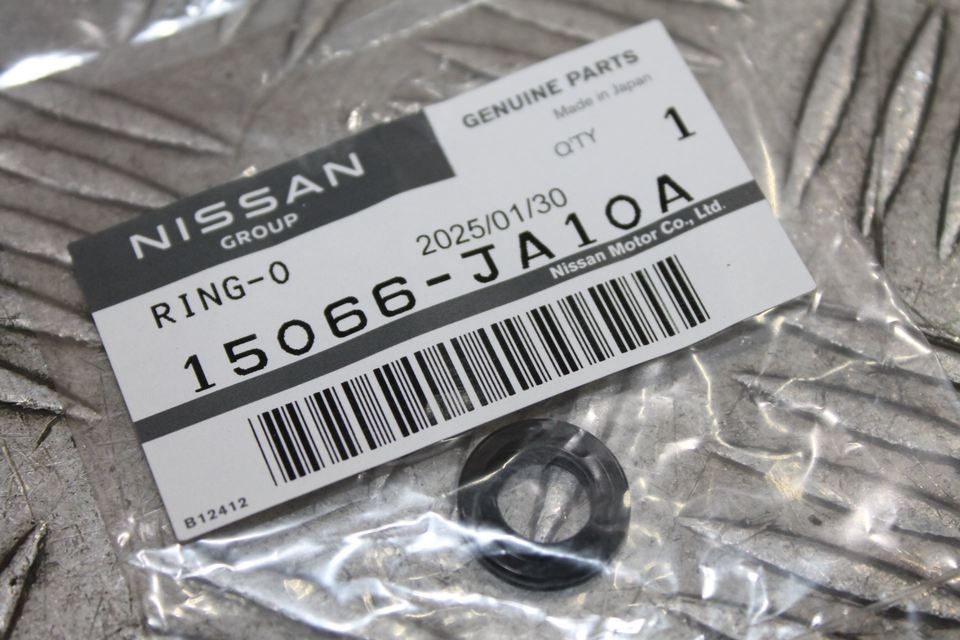 NISSAN
GROUP
GENUINE PARTS
Made in Japan
QTY 1
RING-O
2025/01/30
15066-JA10A
Nissan Motor Co., Ltd.
B12412